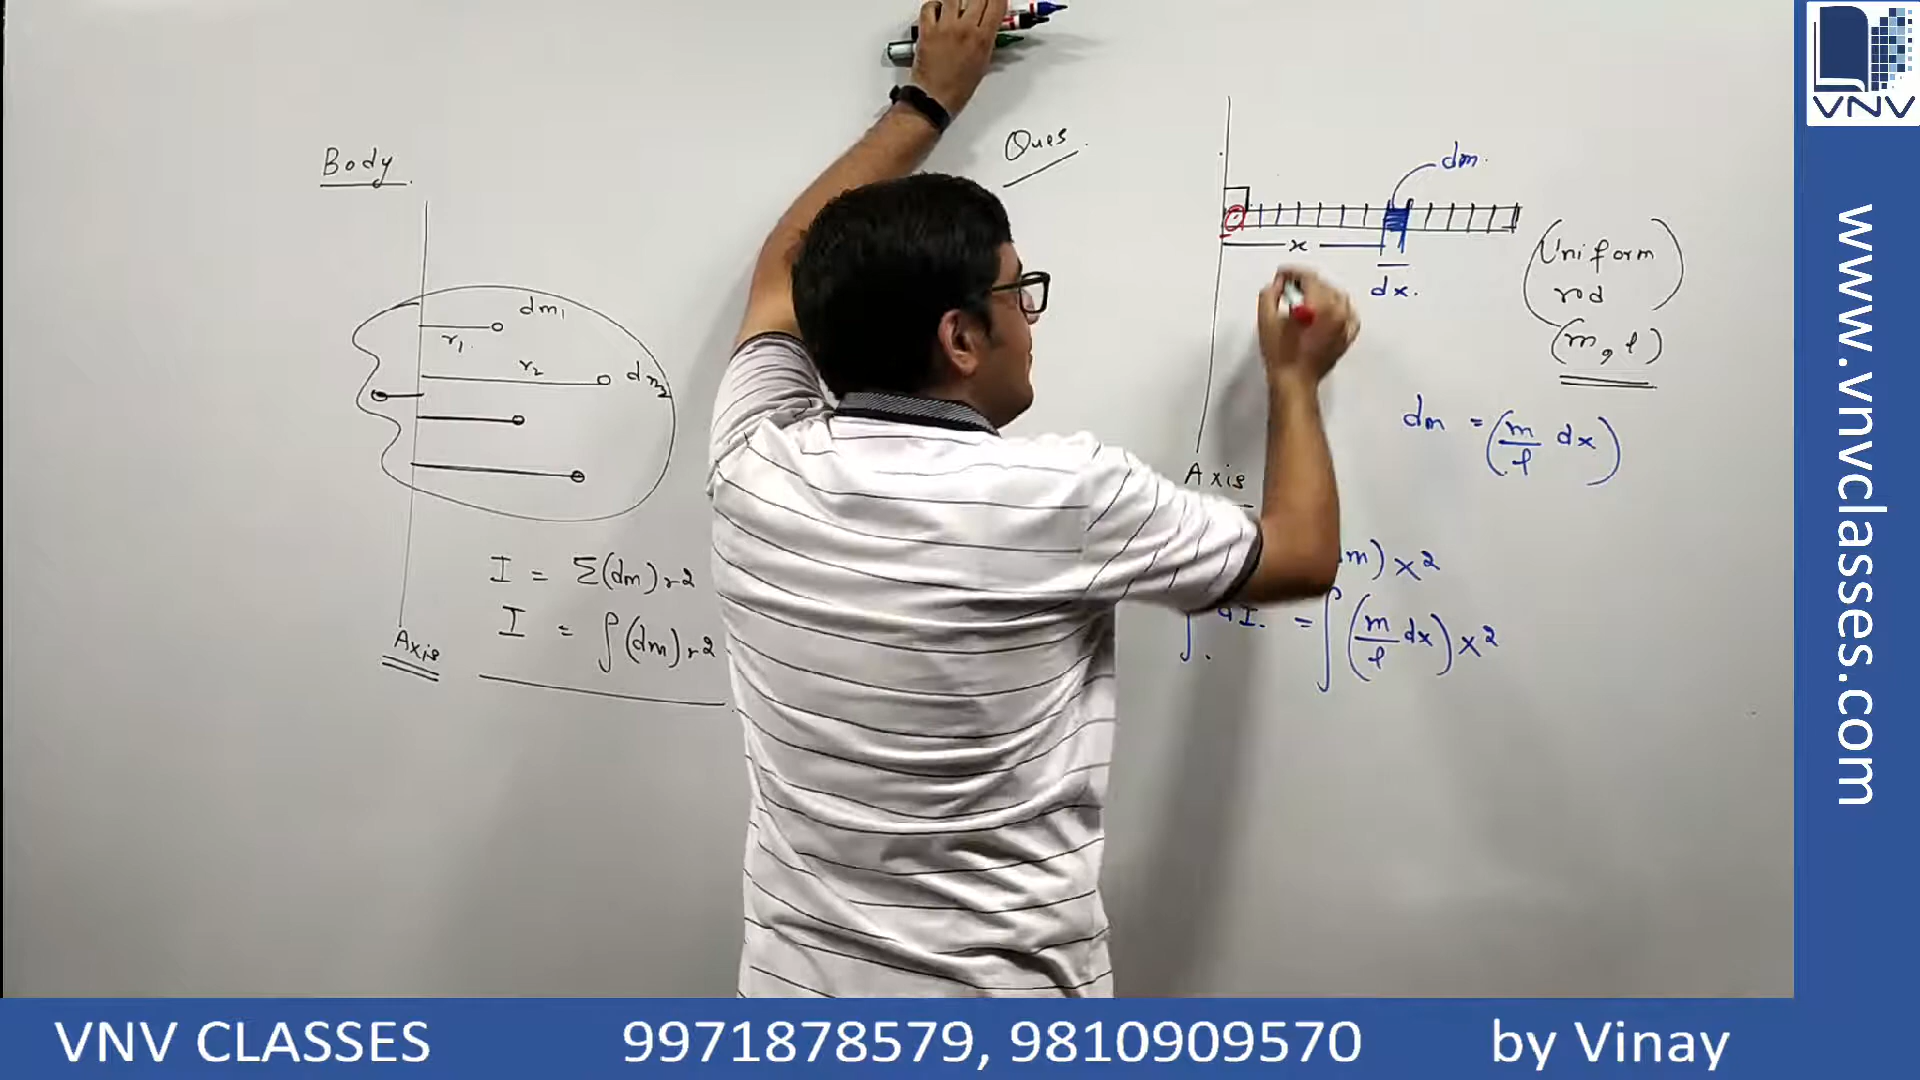 Body
dm1
r1
r2
dm2
Axis
I = Σ(dm)r²
I = ∫(dm)r²
Ques
dm
x
dx.
Uniform
rod
(m, l)
dm = (m/l dx)
Axis
m) x²
∫ dI. = ∫(m/l dx)x²
VNV
www.vnvclasses.com
VNV CLASSES 9971878579, 9810909570 by Vinay